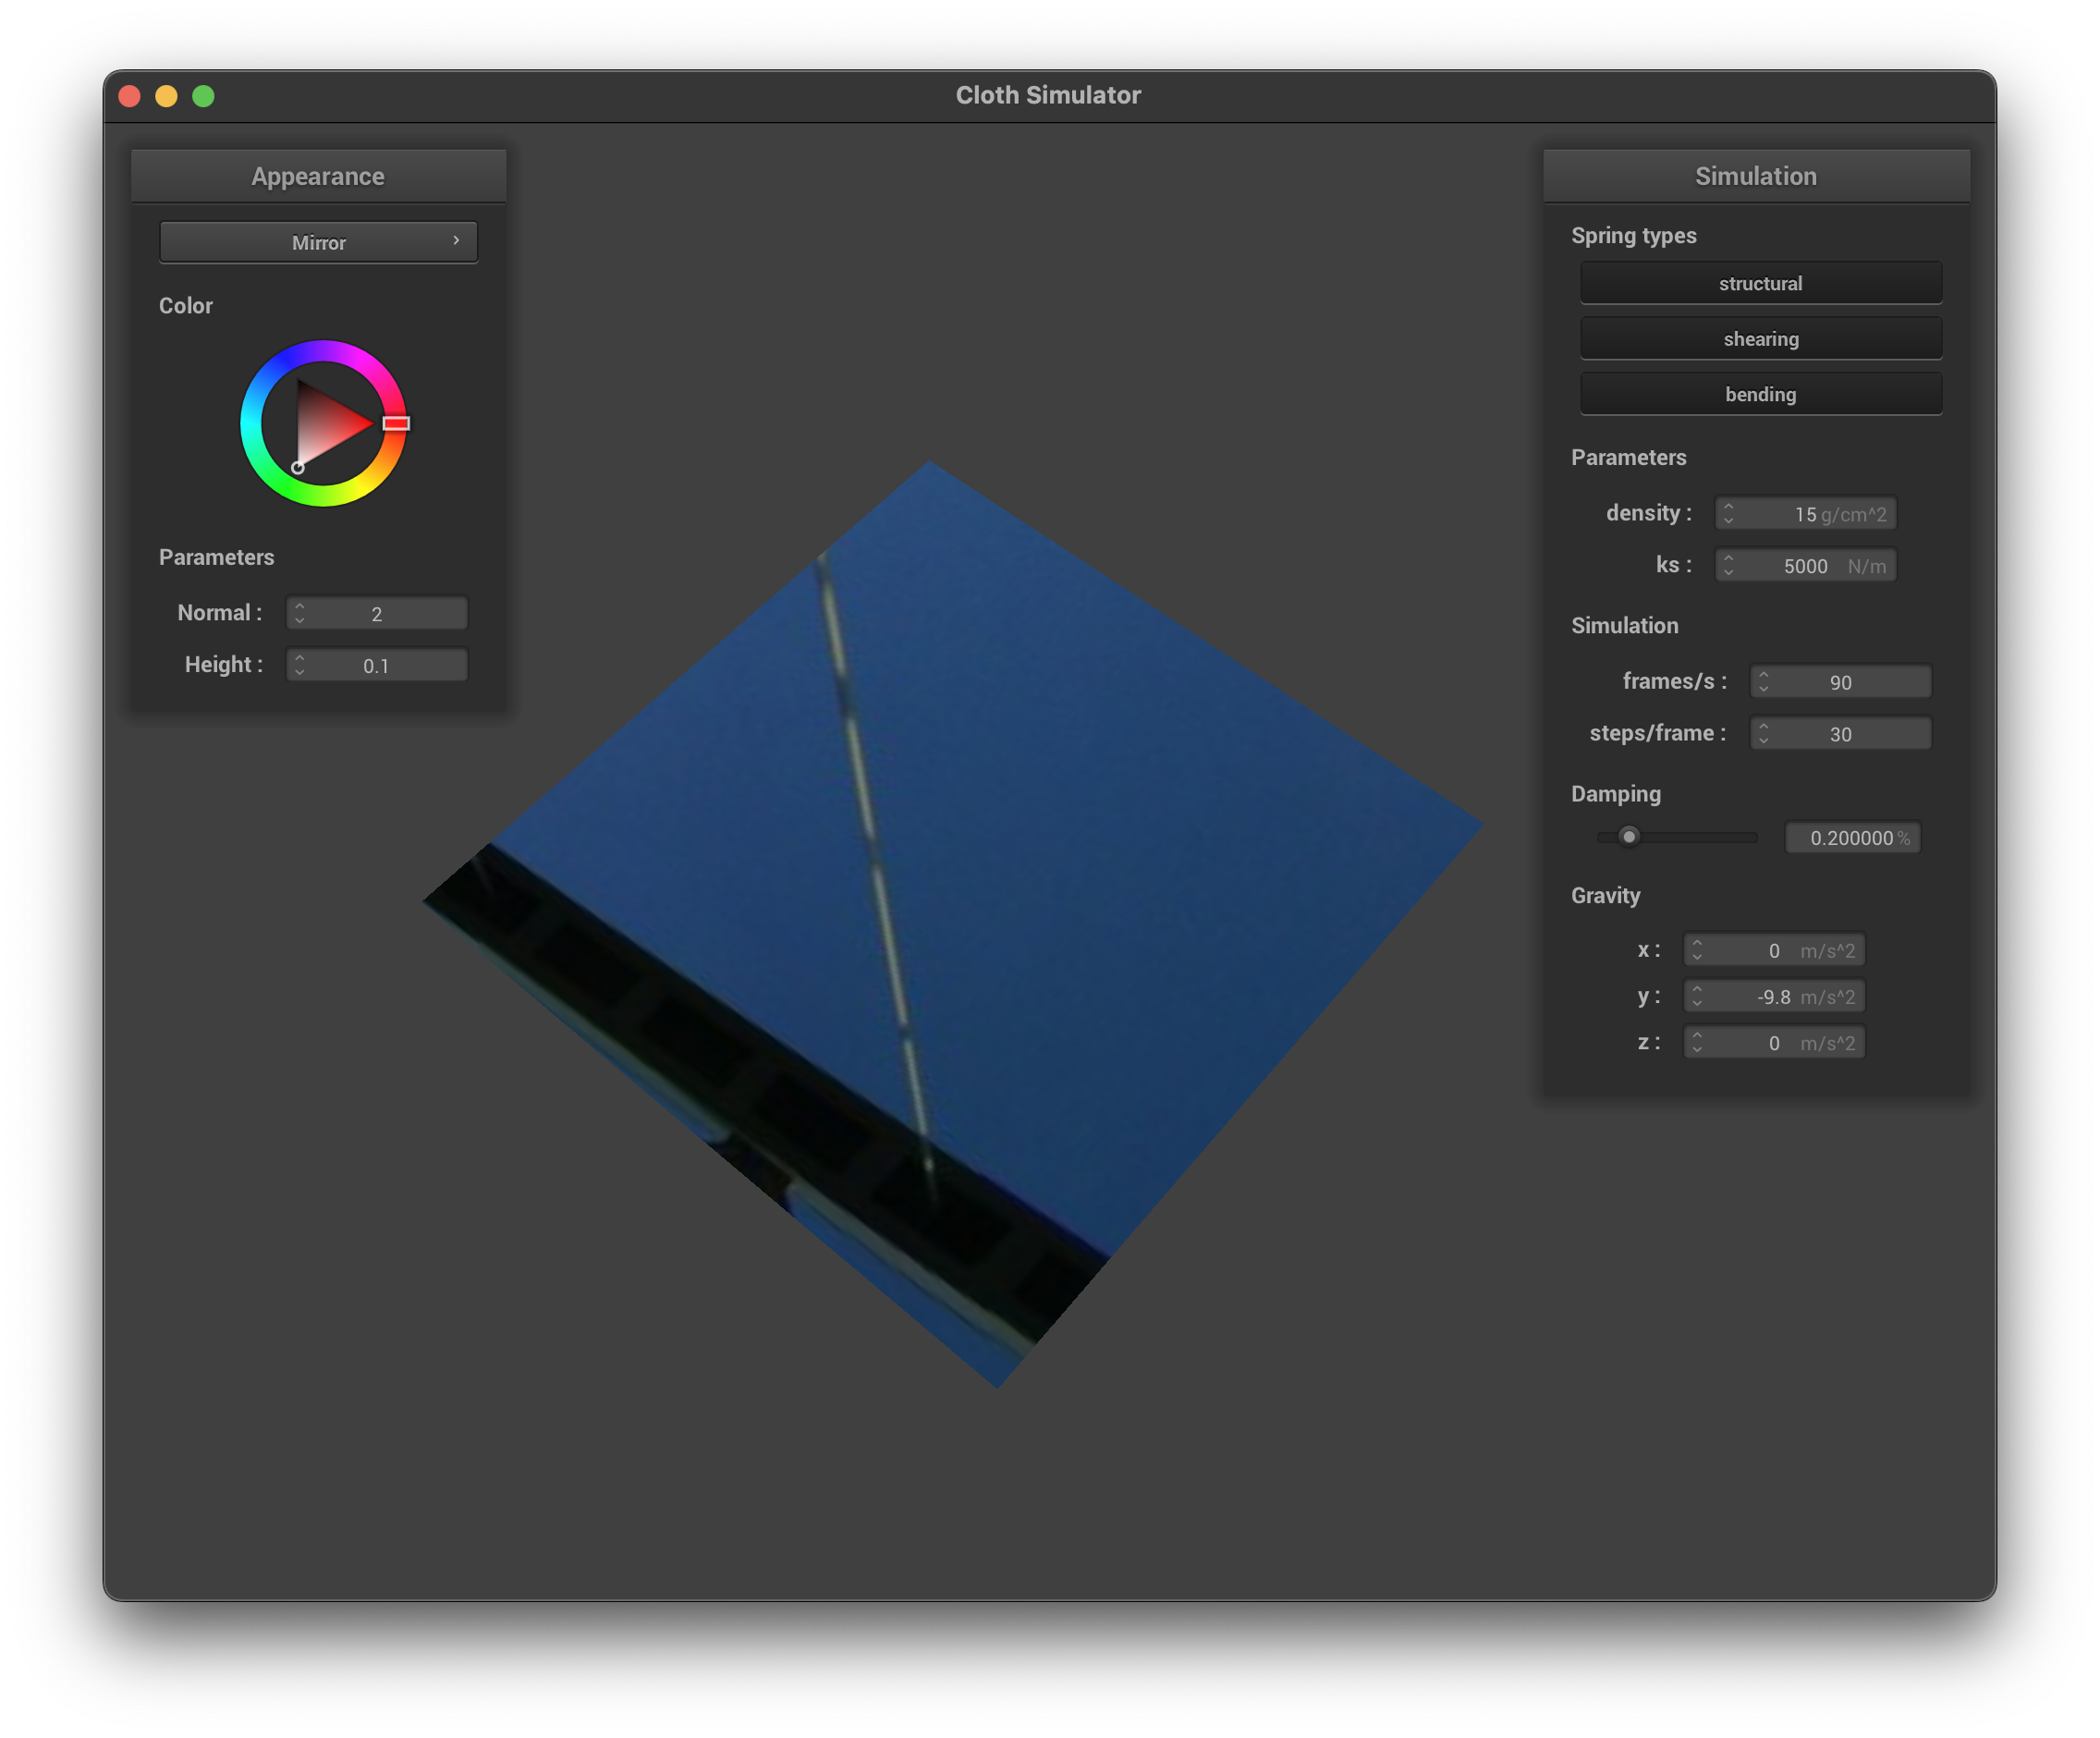 Cloth Simulator
Appearance
Mirror
Color
Parameters
Normal : 2
Height : 0.1
Simulation
Spring types
structural
shearing
bending
Parameters
density : 15 g/cm^2
ks : 5000 N/m
Simulation
frames/s : 90
steps/frame : 30
Damping
0.200000 %
Gravity
x : 0 m/s^2
y : -9.8 m/s^2
z : 0 m/s^2